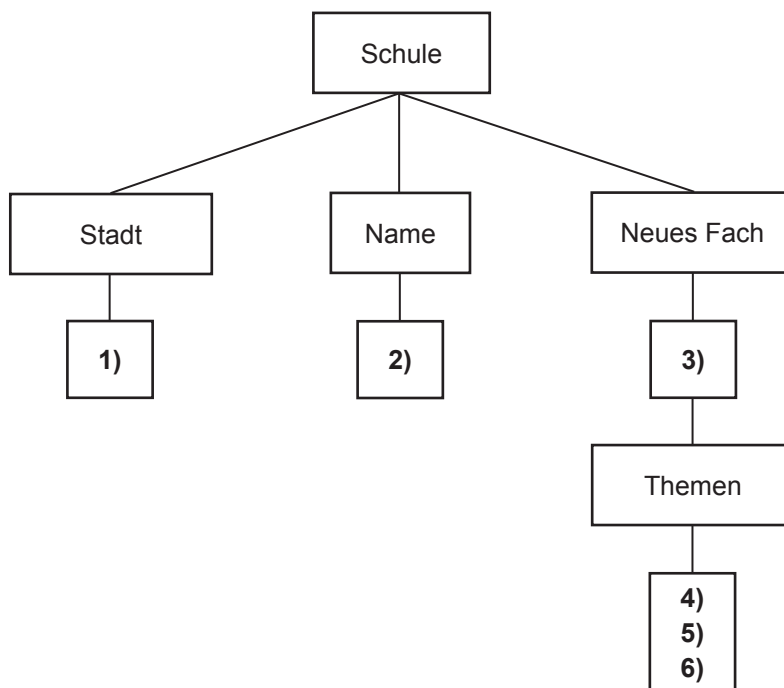 Schule
Stadt
Name
Neues Fach
1)
2)
3)
Themen
4)
5)
6)